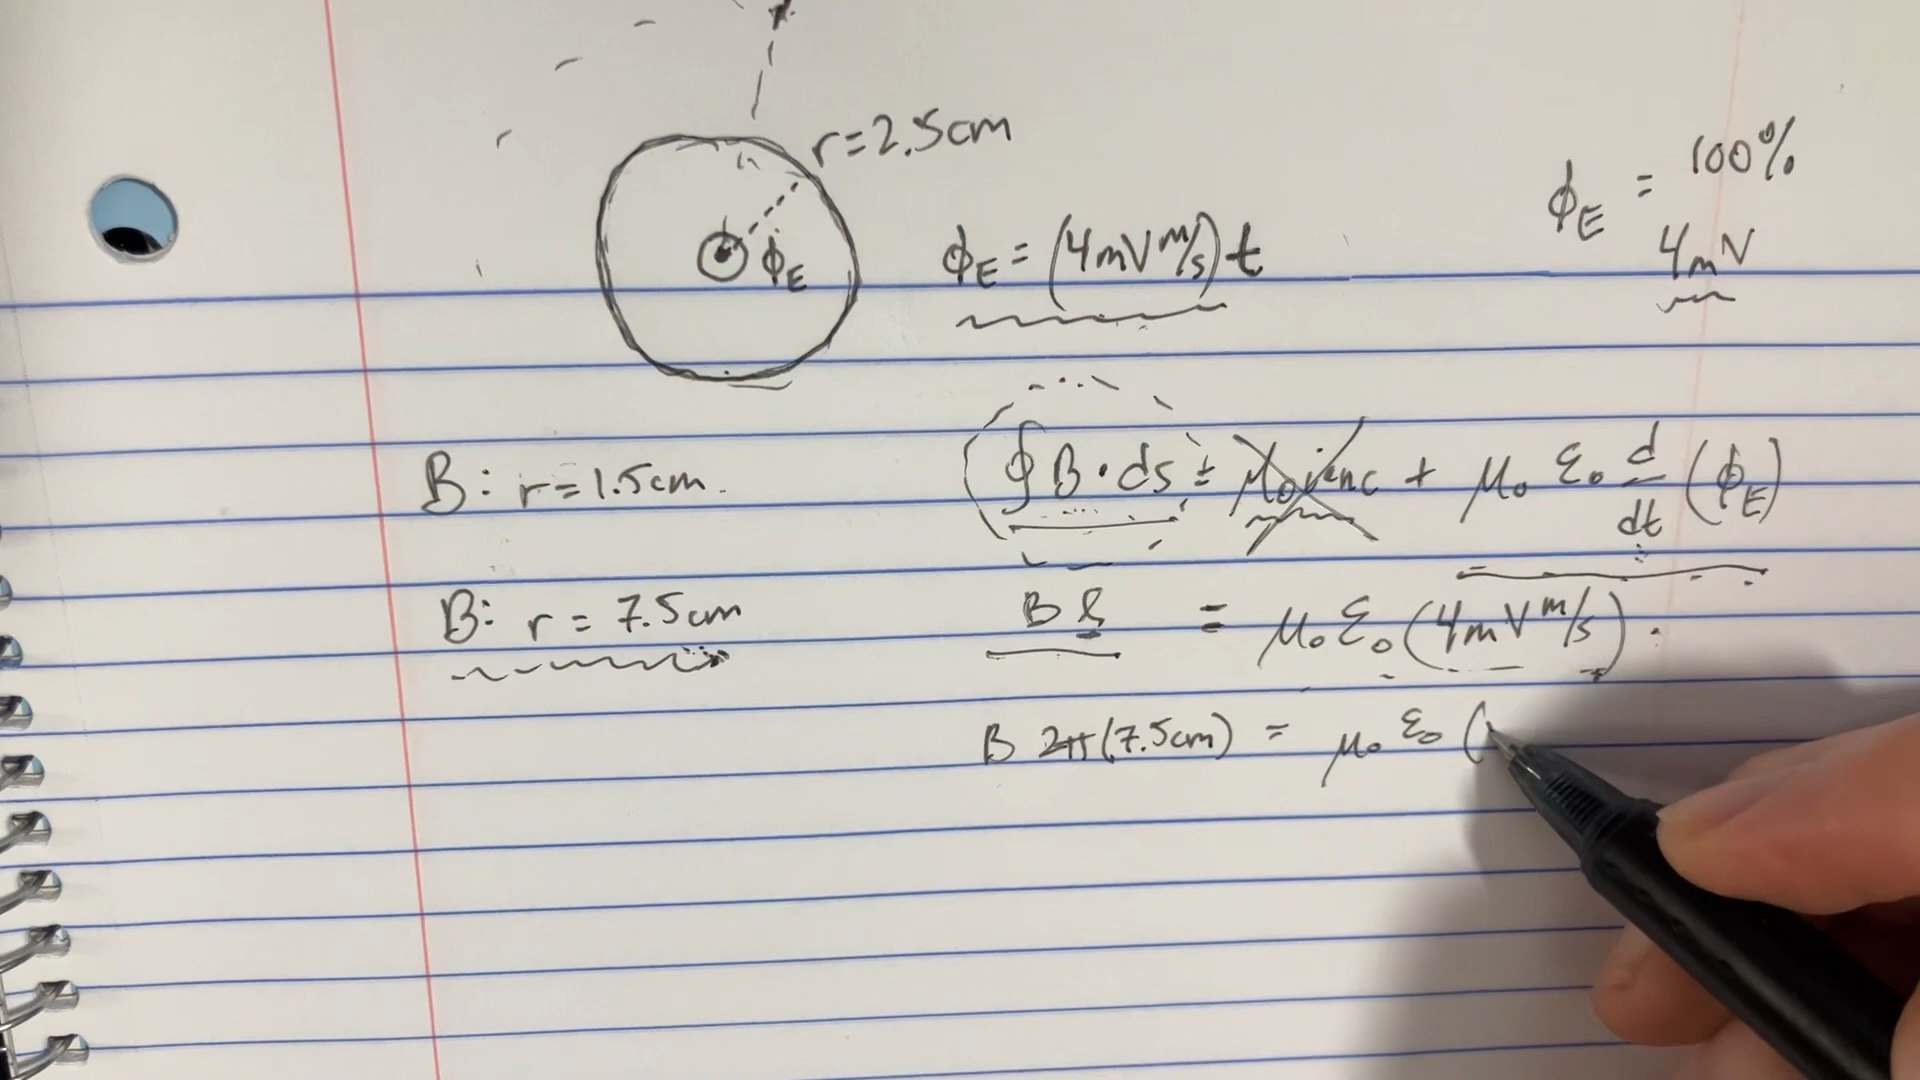 r=2.5cm
ϕE
ϕE = (4mV m/s) t
ϕE = 100%
4mV
B: r=1.5cm.
∮ B · ds = μ0 ienc + μ0 ε0 d/dt (ϕE)
B: r = 7.5cm
B = μ0 ε0 (4mV m/s).
B 2π(7.5cm) = μ0 ε0 (